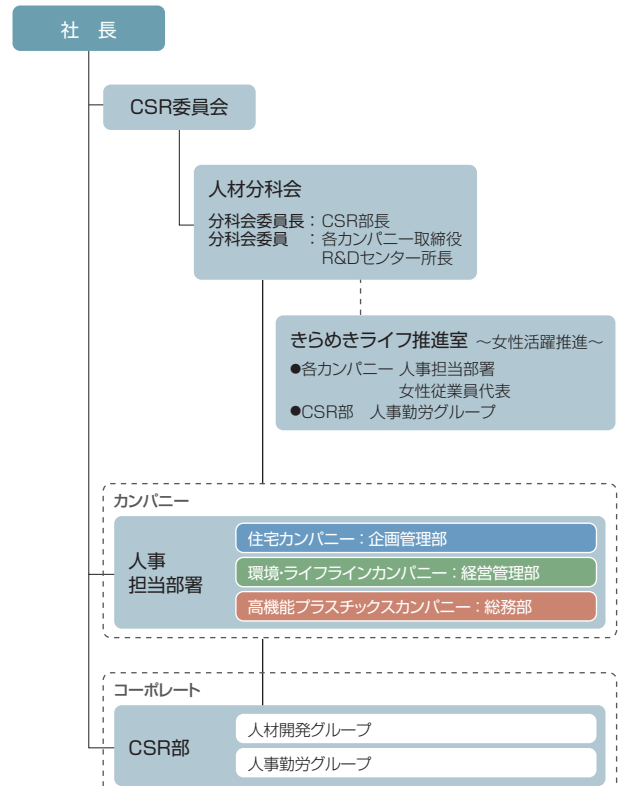 社 長
CSR委員会
人材分科会
分科会委員長：CSR部長
分科会委員 ：各カンパニー取締役
R&Dセンター所長
きらめきライフ推進室 ～女性活躍推進～
●各カンパニー 人事担当部署
女性従業員代表
●CSR部 人事勤労グループ
カンパニー
人事
担当部署
住宅カンパニー：企画管理部
環境・ライフラインカンパニー：経営管理部
高機能プラスチックスカンパニー：総務部
コーポレート
CSR部
人材開発グループ
人事勤労グループ